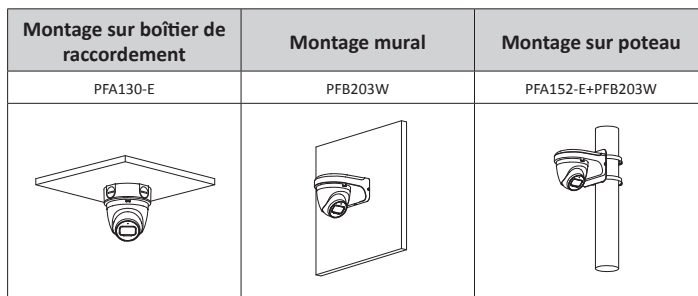 Montage sur boîtier de
raccordement
Montage mural
Montage sur poteau
PFA130-E
PFB203W
PFA152-E+PFB203W